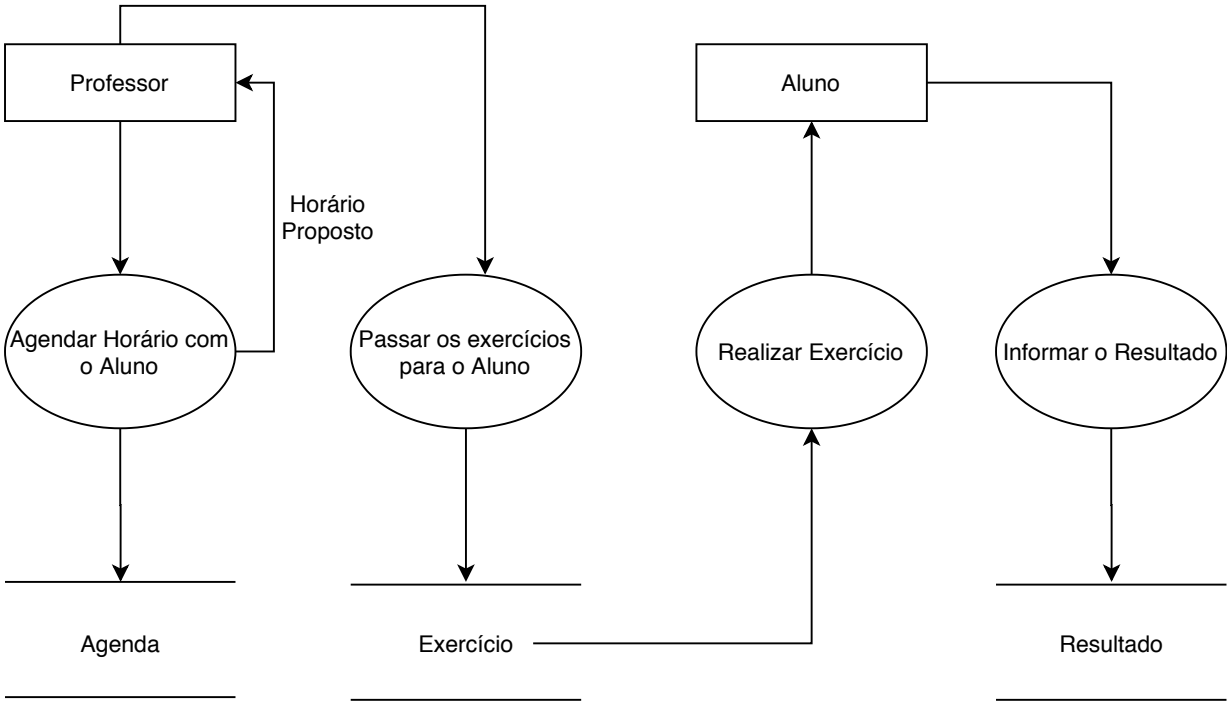 Professor
Aluno
Horário
Proposto
Agendar Horário com
o Aluno
Passar os exercícios
para o Aluno
Realizar Exercício
Informar o Resultado
Agenda
Exercício
Resultado